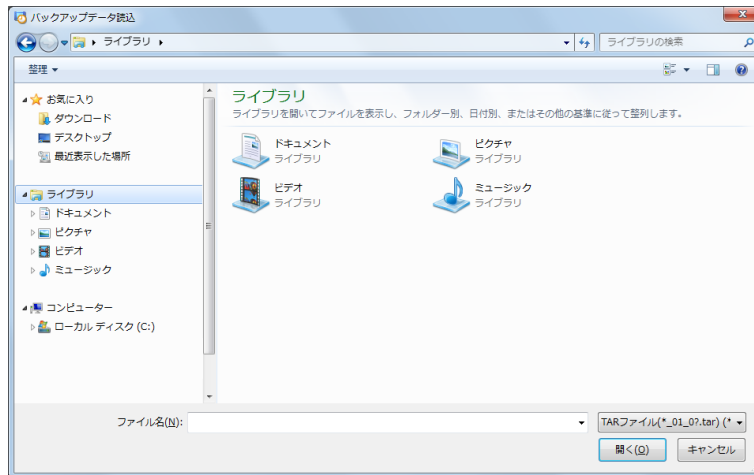 バックアップデータ読込
ライブラリ
ライブラリの検索
整理
お気に入り
ダウンロード
デスクトップ
最近表示した場所
ライブラリ
ドキュメント
ピクチャ
ビデオ
ミュージック
コンピューター
ローカル ディスク (C:)
ライブラリ
ライブラリを開いてファイルを表示し、フォルダー別、日付別、またはその他の基準に従って整列します。
ドキュメント
ライブラリ
ピクチャ
ライブラリ
ビデオ
ライブラリ
ミュージック
ライブラリ
ファイル名(N):
TARファイル(*_01_0?.tar) (*
開く(O)
キャンセル